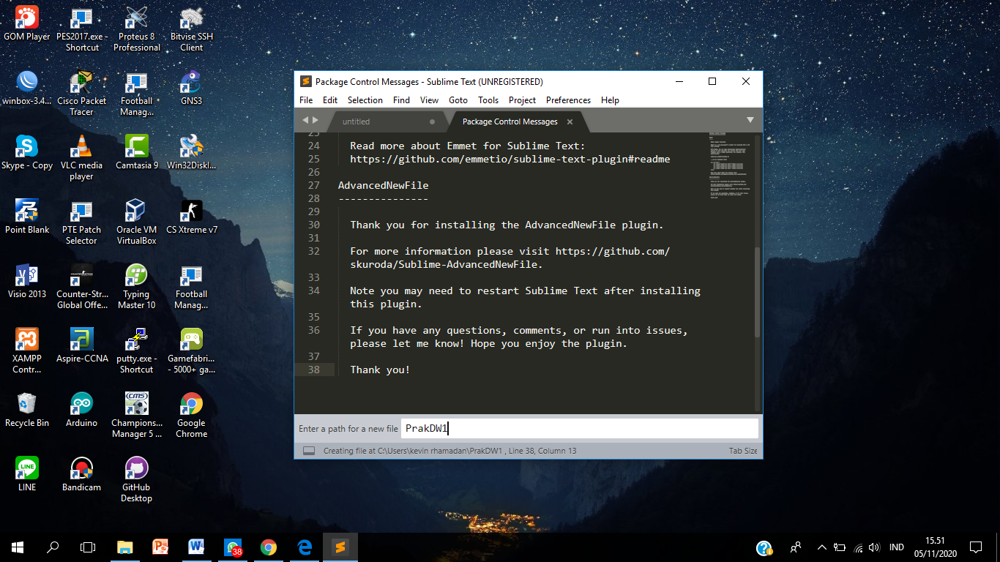 GOM Player
PES2017.exe -
Shortcut
Proteus 8
Professional
Bitvise SSH
Client
winbox-3.4...
Cisco Packet
Tracer
Football
Manag...
GNS3
Skype - Copy
VLC media
player
Camtasia 9
Win32DiskI...
Point Blank
PTE Patch
Selector
Oracle VM
VirtualBox
CS Xtreme v7
Visio 2013
Counter-Str...
Global Offe...
Typing
Master 10
Football
Manag...
XAMPP
Contr...
Aspire-CCNA
putty.exe -
Shortcut
Gamefabri...
- 5000+ ga...
Recycle Bin
Arduino
Champions...
Manager 5 ...
Google
Chrome
LINE
Bandicam
GitHub
Desktop
Package Control Messages - Sublime Text (UNREGISTERED)
File Edit Selection Find View Goto Tools Project Preferences Help
untitled
Package Control Messages
23
24 Read more about Emmet for Sublime Text:
25 https://github.com/emmetio/sublime-text-plugin#readme
26
27 AdvancedNewFile
28 ---------------
29
30 Thank you for installing the AdvancedNewFile plugin.
31
32 For more information please visit https://github.com/
skuroda/Sublime-AdvancedNewFile.
33
34 Note you may need to restart Sublime Text after installing
this plugin.
35
36 If you have any questions, comments, or run into issues,
please let me know! Hope you enjoy the plugin.
37
38 Thank you!
Enter a path for a new file PrakDW1
Creating file at C:\Users\kevin rhamadan\PrakDW1 , Line 38, Column 13
Tab Size
38
IND
15.51
05/11/2020